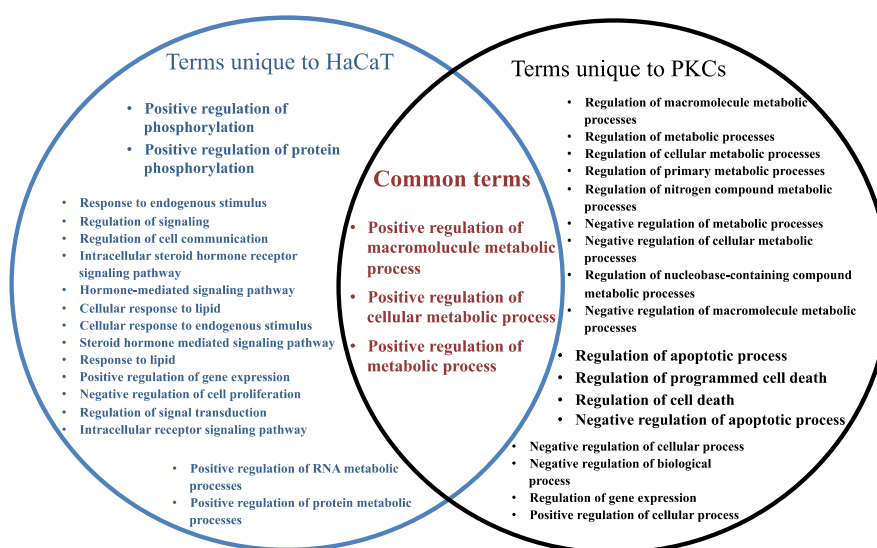 Terms unique to HaCaT
• Positive regulation of
phosphorylation
• Positive regulation of protein
phosphorylation
• Response to endogenous stimulus
• Regulation of signaling
• Regulation of cell communication
• Intracellular steroid hormone receptor
signaling pathway
• Hormone-mediated signaling pathway
• Cellular response to lipid
• Cellular response to endogenous stimulus
• Steroid hormone mediated signaling pathway
• Response to lipid
• Positive regulation of gene expression
• Negative regulation of cell proliferation
• Regulation of signal transduction
• Intracellular receptor signaling pathway
• Positive regulation of RNA metabolic
processes
• Positive regulation of protein metabolic
processes
Common terms
• Positive regulation of
macromolucule metabolic
process
• Positive regulation of
cellular metabolic process
• Positive regulation of
metabolic process
Terms unique to PKCs
• Regulation of macromolecule metabolic
processes
• Regulation of metabolic processes
• Regulation of cellular metabolic processes
• Regulation of primary metabolic processes
• Regulation of nitrogen compound metabolic
processes
• Negative regulation of metabolic processes
• Negative regulation of cellular metabolic
processes
• Regulation of nucleobase-containing compound
metabolic processes
• Negative regulation of macromolecule metabolic
processes
• Regulation of apoptotic process
• Regulation of programmed cell death
• Regulation of cell death
• Negative regulation of apoptotic process
• Negative regulation of cellular process
• Negative regulation of biological
process
• Regulation of gene expression
• Positive regulation of cellular process